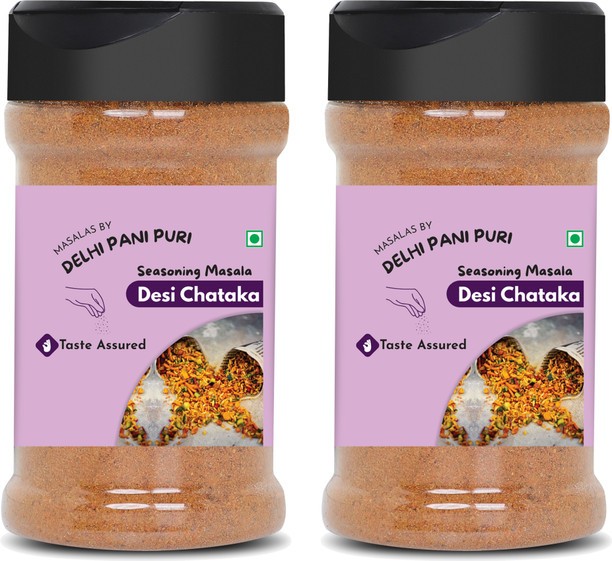 MASALAS BY
DELHI PANI PURI
Seasoning Masala
Desi Chataka
Taste Assured
MASALAS BY
DELHI PANI PURI
Seasoning Masala
Desi Chataka
Taste Assured